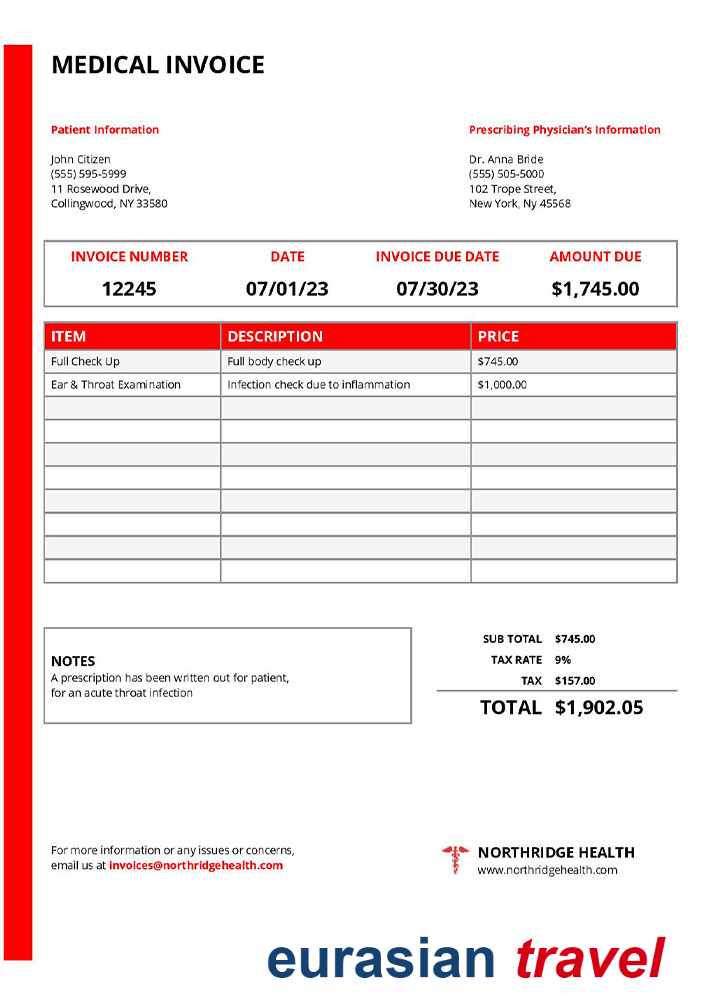 MEDICAL INVOICE
Patient Information
John Citizen
(555) 595-5999
11 Rosewood Drive,
Collingwood, NY 33580
Prescribing Physician's Information
Dr. Anna Bride
(555) 505-5000
102 Trope Street,
New York, Ny 45568
INVOICE NUMBER DATE INVOICE DUE DATE AMOUNT DUE
12245 07/01/23 07/30/23 $1,745.00
ITEM DESCRIPTION PRICE
Full Check Up Full body check up $745.00
Ear & Throat Examination Infection check due to inflammation $1,000.00
NOTES
A prescription has been written out for patient,
for an acute throat infection
SUB TOTAL $745.00
TAX RATE 9%
TAX $157.00
TOTAL $1,902.05
For more information or any issues or concerns,
email us at invoices@northridgehealth.com
NORTHRIDGE HEALTH
www.northridgehealth.com
eurasian travel